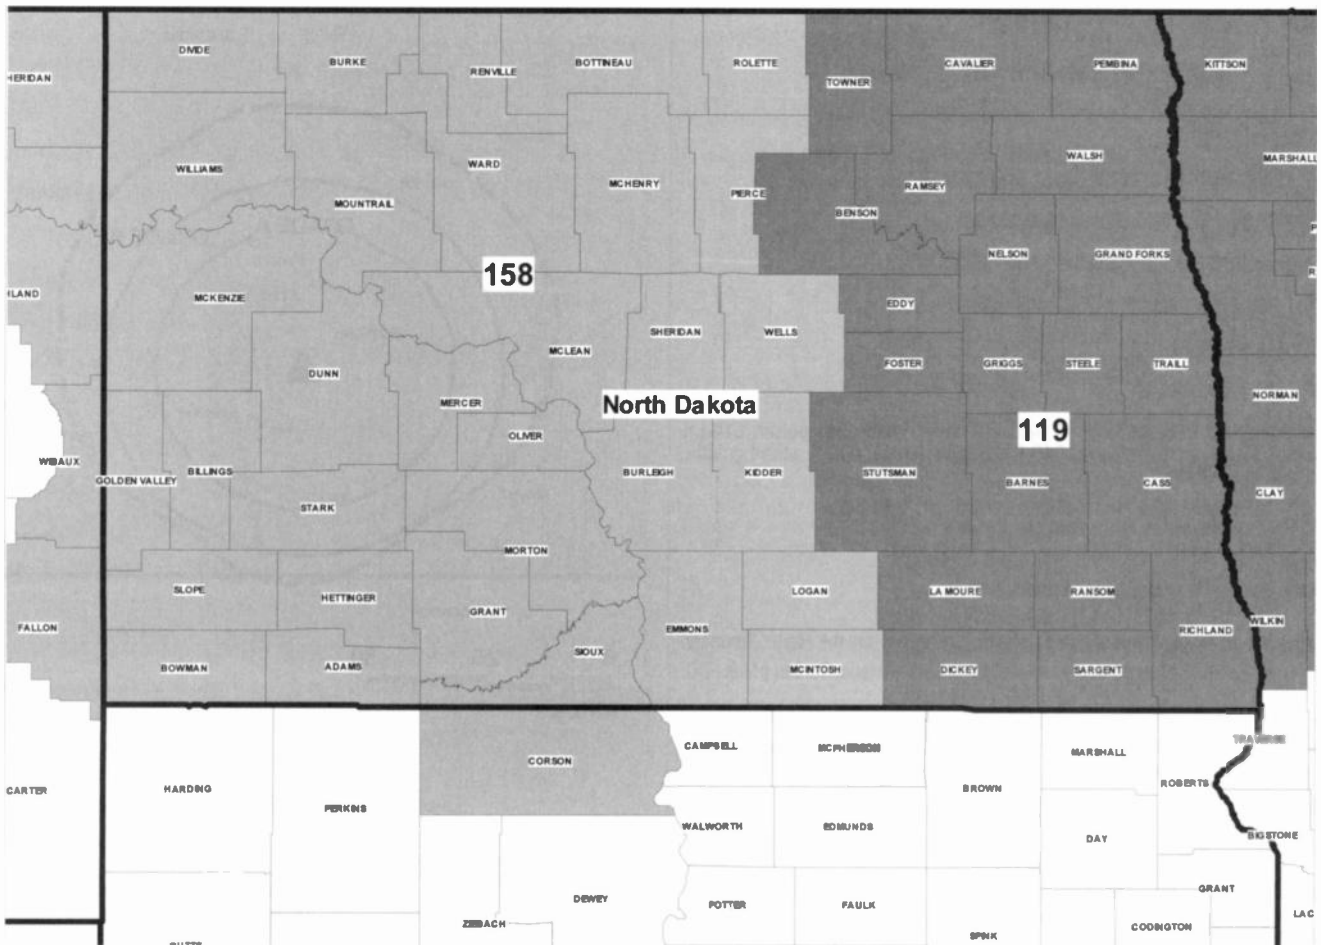 DIVIDE
BURKE
RENVILLE
BOTTINEAU
ROLETTE
TOWNER
CAVALIER
PEMBINA
KITTSON
HERIDAN
WILLIAMS
WARD
MOUNTRAIL
MCHENRY
PIERCE
BENSON
RAMSEY
WALSH
MARSHALL
NELSON
GRAND FORKS
P
R
158
HLAND
MCKENZIE
EDDY
SHERIDAN
WELLS
MCLEAN
DUNN
FOSTER
GRIGGS
STEELE
TRAILL
NORMAN
MERCER
North Dakota
OLIVER
119
WIBAUX
GOLDEN VALLEY
BILLINGS
BURLEIGH
KIDDER
STUTSMAN
BARNES
CASS
CLAY
STARK
MORTON
SLOPE
HETTINGER
GRANT
LOGAN
LA MOURE
RANSOM
FALLON
EMMONS
RICHLAND
WILKIN
SIOUX
BOWMAN
ADAMS
MCINTOSH
DICKEY
SARGENT
CORSON
CAMPSELL
MCPHERSON
MARSHALL
TRAVERSE
CARTER
HARDING
PERKINS
BROWN
ROBERTS
WALWORTH
EDMUNDS
DAY
BIGSTONE
DEWEY
POTTER
FAULK
GRANT
LAC
ZIEBACH
SPINK
CODINGTON